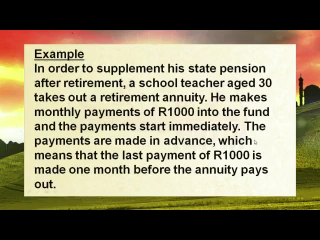 Example
In order to supplement his state pension
after retirement, a school teacher aged 30
takes out a retirement annuity. He makes
monthly payments of R1000 into the fund
and the payments start immediately. The
payments are made in advance, which
means that the last payment of R1000 is
made one month before the annuity pays
out.